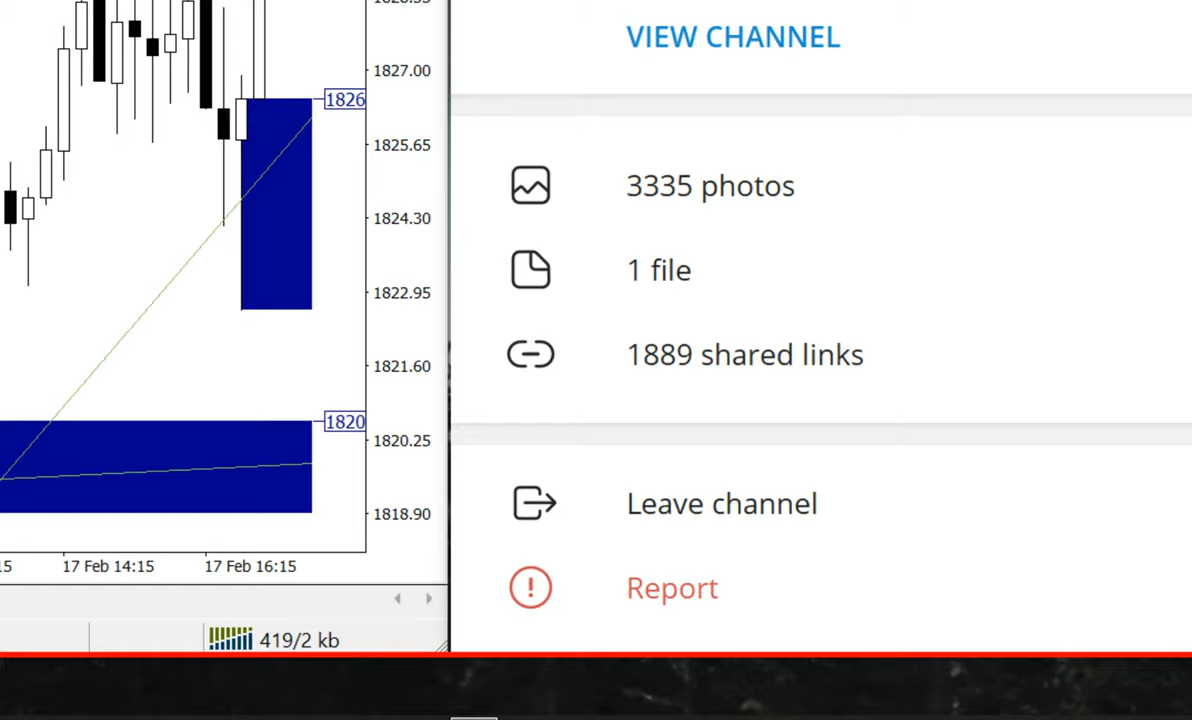 1827.00
1826
1825.65
1824.30
1822.95
1821.60
1820
1820.25
1818.90
17 Feb 14:15
17 Feb 16:15
419/2 kb
VIEW CHANNEL
3335 photos
1 file
1889 shared links
Leave channel
Report